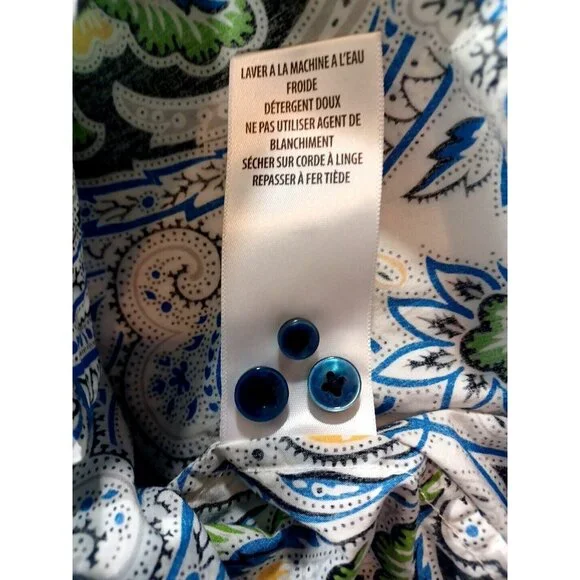 LAVER A LA MACHINE A L'EAU
FROIDE
DÉTERGENT DOUX
NE PAS UTILISER AGENT DE
BLANCHIMENT
SÉCHER SUR CORDE À LINGE
REPASSER À FER TIÈDE